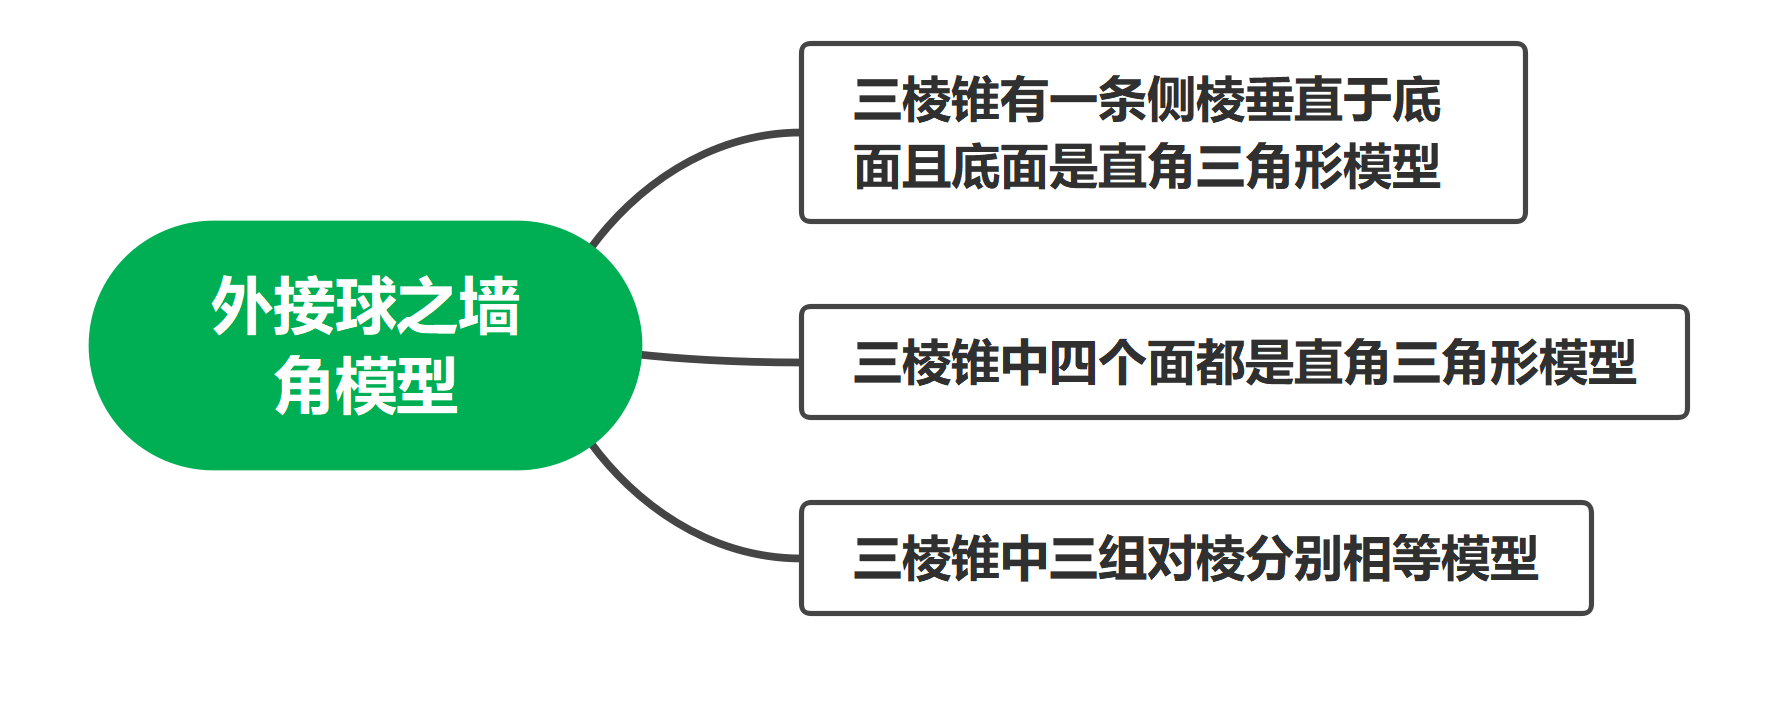 外接球之墙
角模型
三棱锥有一条侧棱垂直于底
面且底面是直角三角形模型
三棱锥中四个面都是直角三角形模型
三棱锥中三组对棱分别相等模型